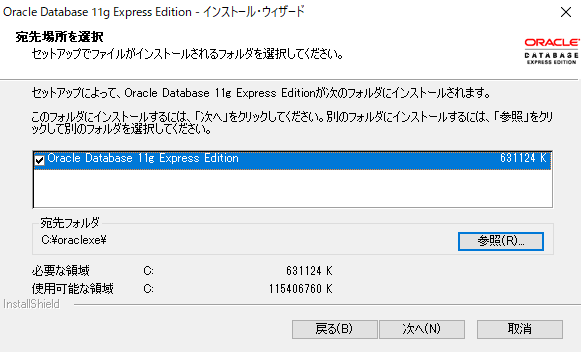 Oracle Database 11g Express Edition - インストール・ウィザード
宛先場所を選択
セットアップでファイルがインストールされるフォルダを選択してください。
ORACLE
DATABASE
EXPRESS EDITION
セットアップによって、Oracle Database 11g Express Editionが次のフォルダにインストールされます。
このフォルダにインストールするには、「次へ」をクリックしてください。別のフォルダにインストールするには、「参照」をクリ
ックして別のフォルダを選択してください。
Oracle Database 11g Express Edition 631124 K
宛先フォルダ
C:¥oraclexe¥
参照(R)...
必要な領域 C: 631124 K
使用可能な領域 C: 115406760 K
InstallShield
戻る(B) 次へ(N) 取消